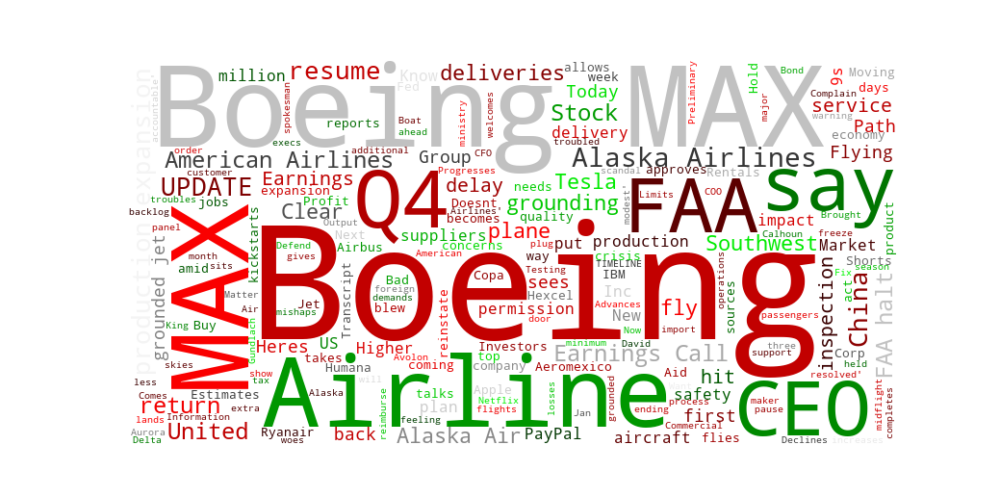 Boeing MAX
million
resume
deliveries
Know
Fed
allows
week
Today
Hold
Bond
9s
Moving
days
Complain
warning
Preliminary
major
accountable'
production expansion
spokesman
reports
execs
Boat
ahead
ministry
welcomes
Stock
delivery
troubled
service
Path
economy
Flying
order
customer
additional
CFO
American Airlines
Group
Progresses
Alaska Airlines
scandal
approves
Rentals
UPDATE
Earnings
expansion
Q4
delay
Doesnt
becomes
needs
Tesla
grounding
modest'
FAA
Limits
COO
say
troubles
jobs
backlog
panel
Profit
Clear
Output
suppliers
Airlines'
quality
plane
impact
Brought
product
month
sits
grounded jet
MAX
kickstarts
Defend
gives
Airbus
concerns
American
plug
way
put
production
crisis
TIMELINE
Southwest
Calhoun
freeze
Market
Boeing
amid
Matter
Air
mishaps
Transcript
Bad
foreign
demands
blew
Jet
Copa
Testing
sees
Hexcel
permission
door
IBM
Inc
Advances
New
Now
fly
import
operations
sources
passengers
Shorts
Fix
act
season
inspection
China
FAA halt
King
Buy
skies
Gundlach
Heres
US
Higher
Avolon
reinstate
coming
Investors
top
company
minimum
David
Earnings Call
support
three
Corp
held
resolved'
less
Comes
Estimates
show
tax
takes
Humana
Alaska
will
talks
plan
Apple
Netflix
flights
Aeromexico
losses
Jan
grounded
Aid
hit
safety
process
ending
Commercial
first
maker
pause
CEO
midflight
completes
return
lands
Information
extra
Airline
Aurora
Delta
United
Ryanair
woes
Next
back
reimburse
feeling
Alaska Air
PayPal
aircraft
flies
Declines
increases